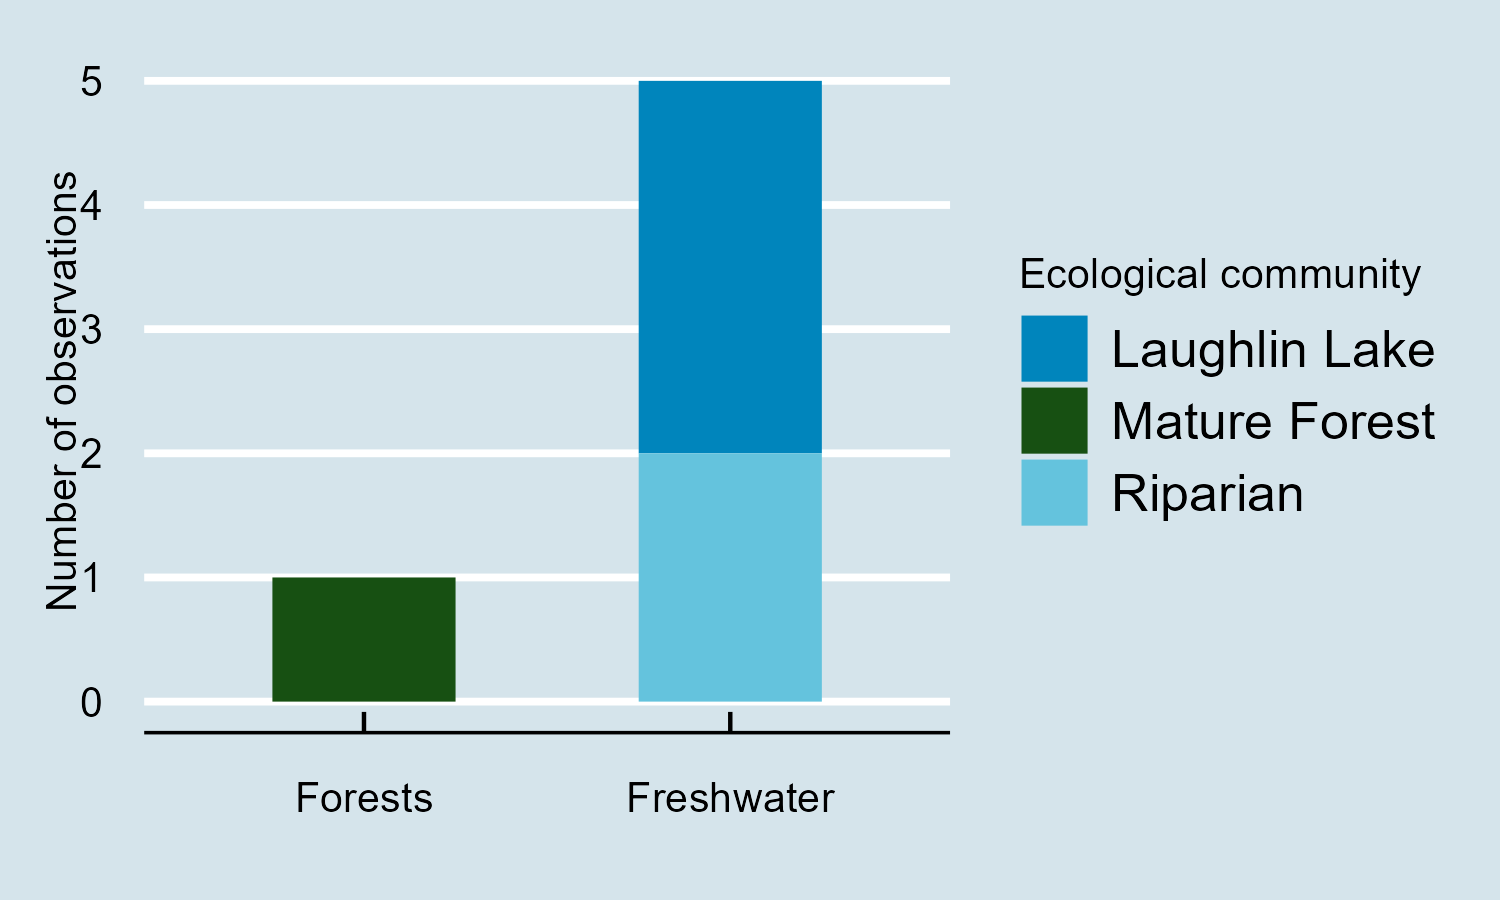 Number of observations
5
4
3
2
1
0
Forests
Freshwater
Ecological community
Laughlin Lake
Mature Forest
Riparian